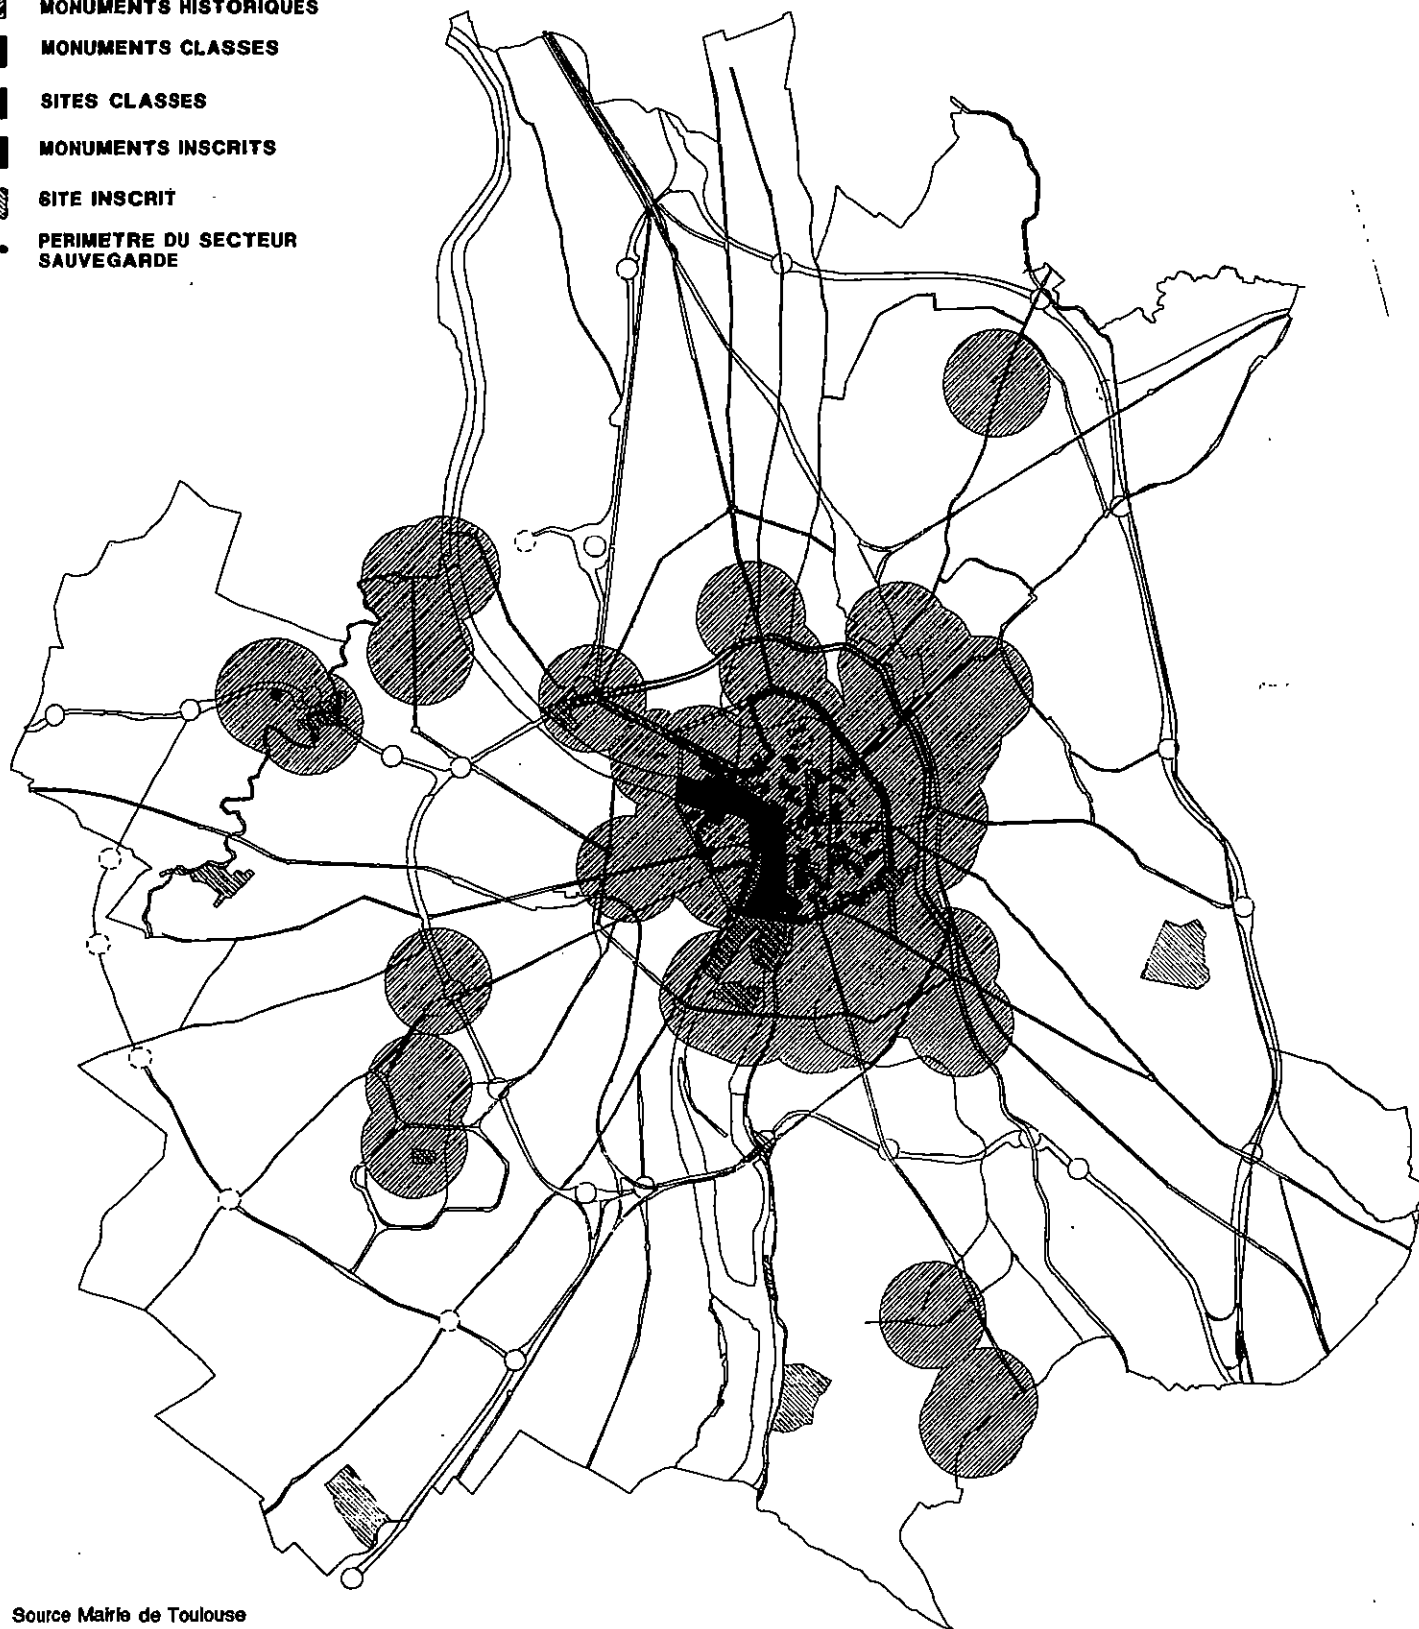 MONUMENTS HISTORIQUES
MONUMENTS CLASSES
SITES CLASSES
MONUMENTS INSCRITS
SITE INSCRIT
PERIMETRE DU SECTEUR
SAUVEGARDE
Source Mairie de Toulouse